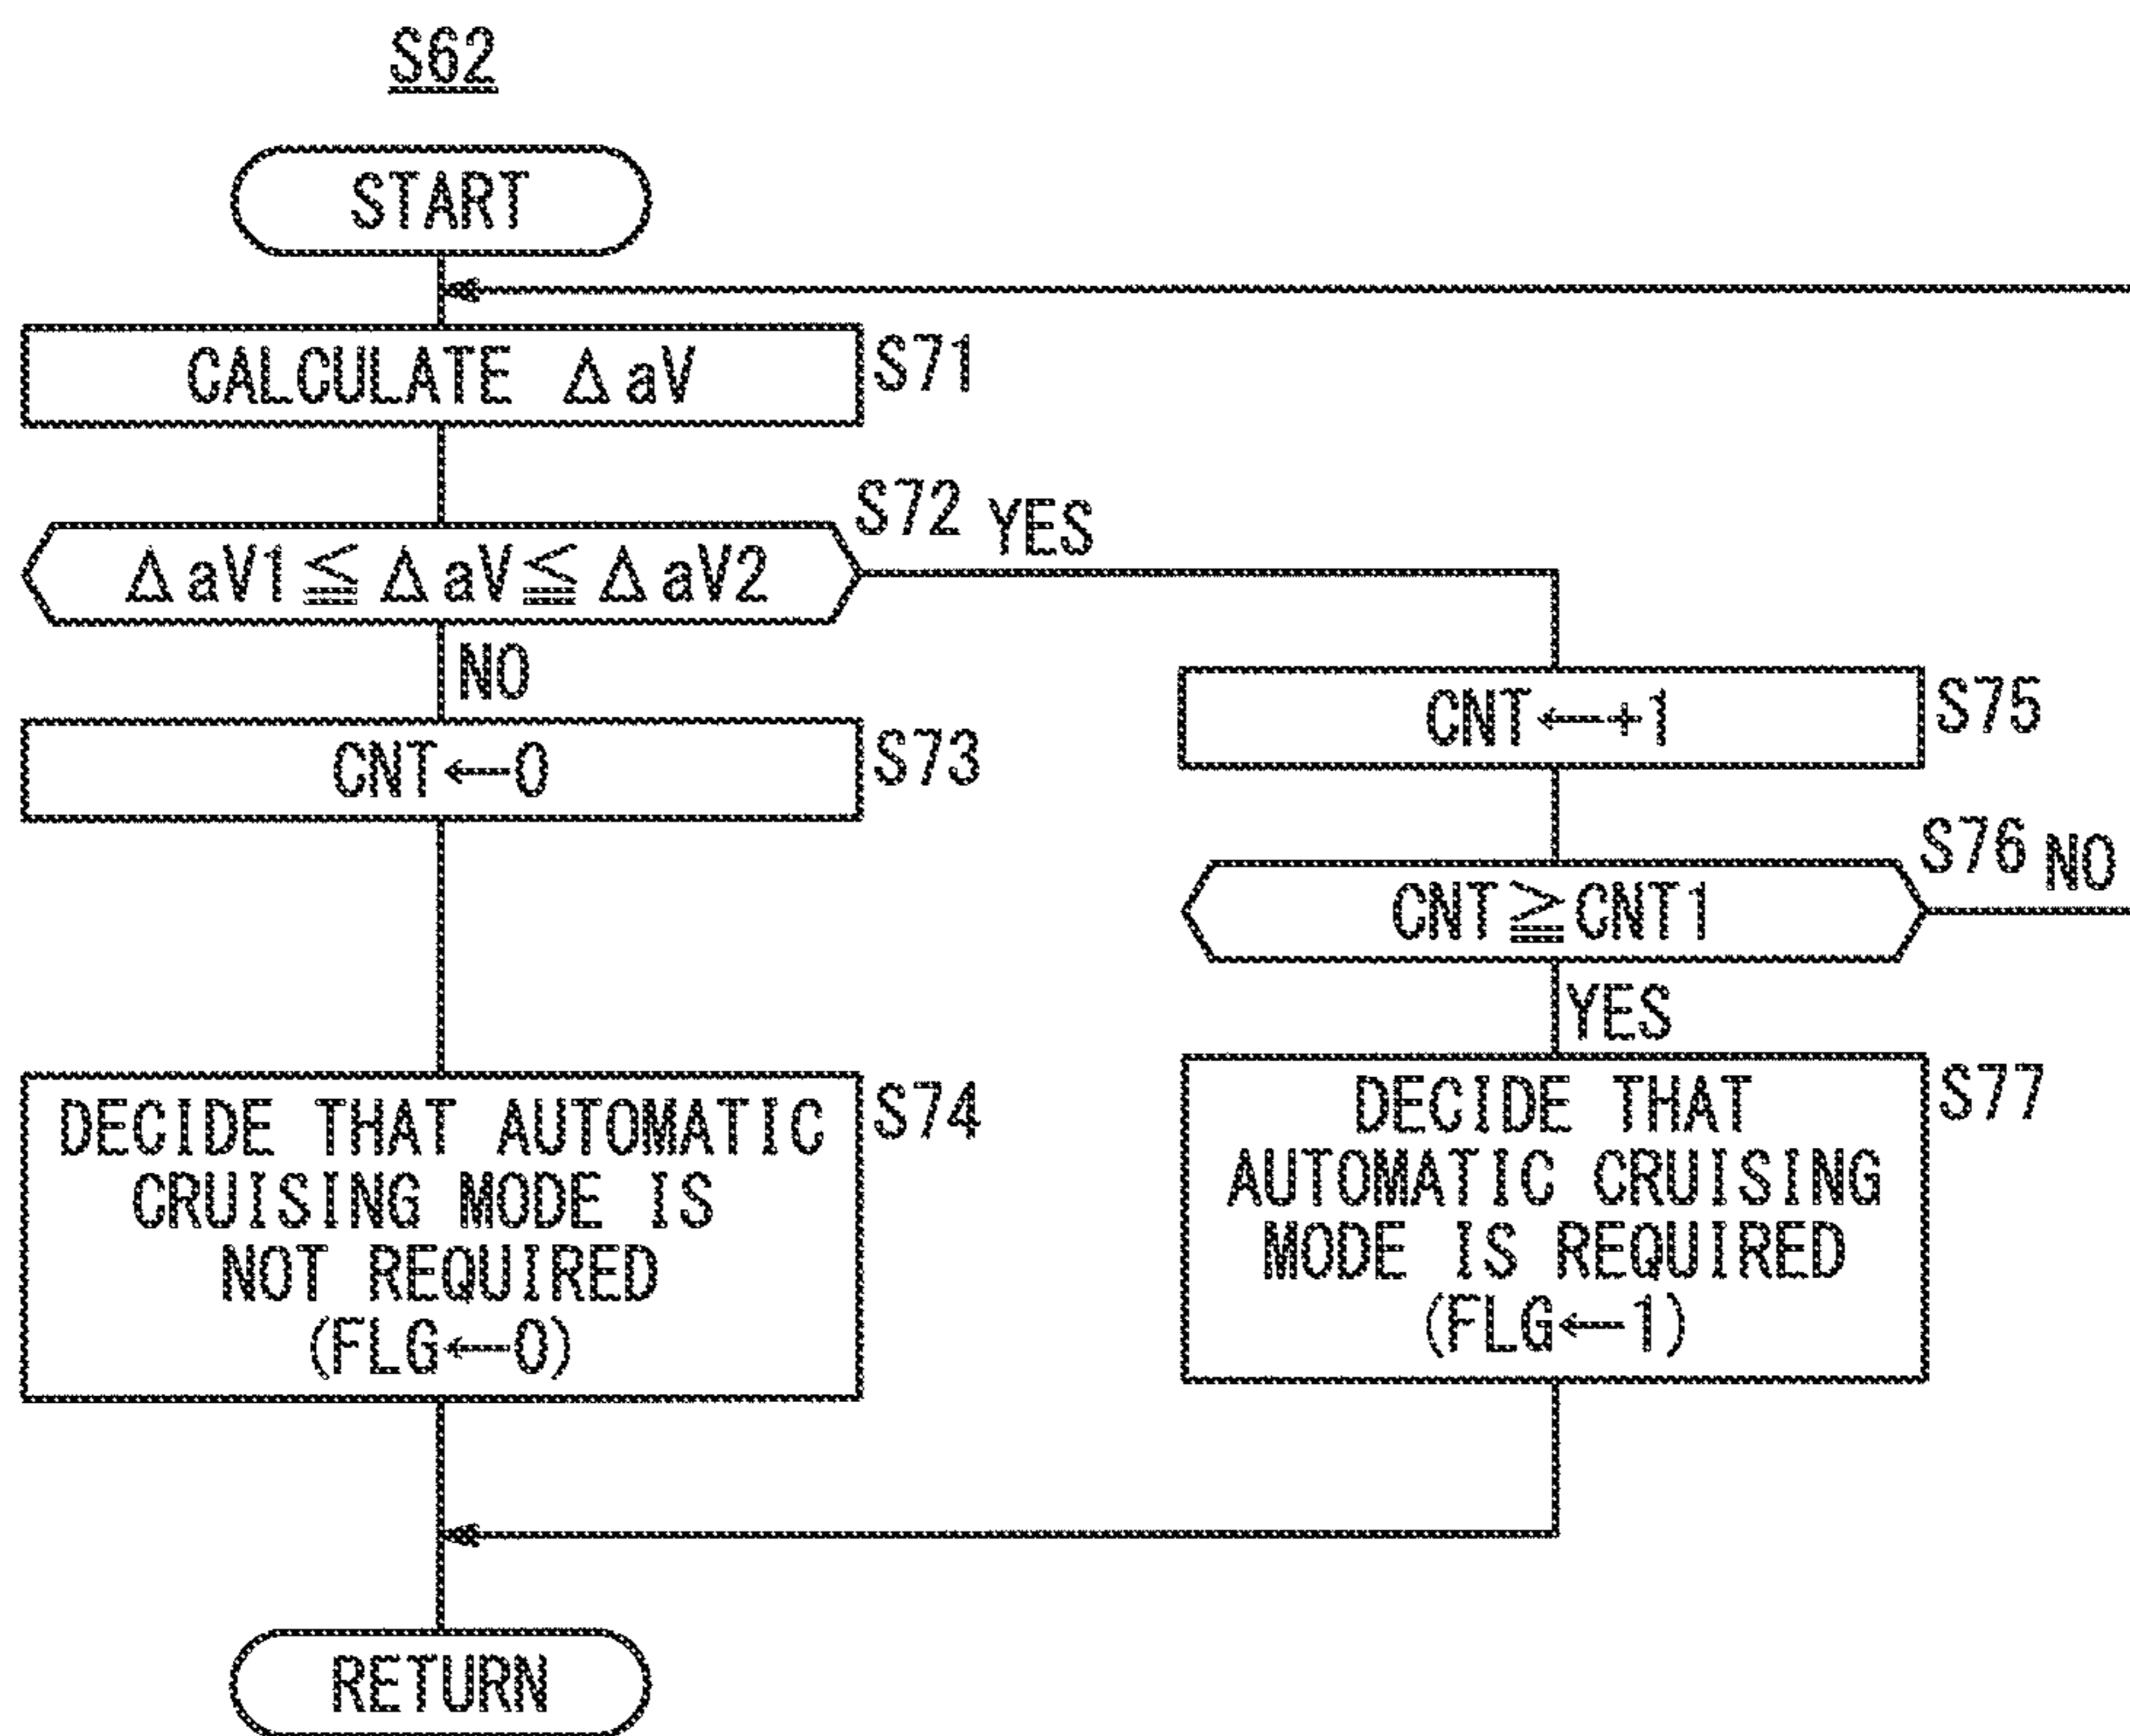 S62
START
CALCULATE ΔaV
S71
ΔaV1≦ΔaV≦ΔaV2
S72
YES
NO
CNT←0
S73
DECIDE THAT AUTOMATIC
CRUISING MODE IS
NOT REQUIRED
(FLG←0)
S74
CNT←+1
S75
CNT≧CNT1
S76
NO
YES
DECIDE THAT
AUTOMATIC CRUISING
MODE IS REQUIRED
(FLG←1)
S77
RETURN